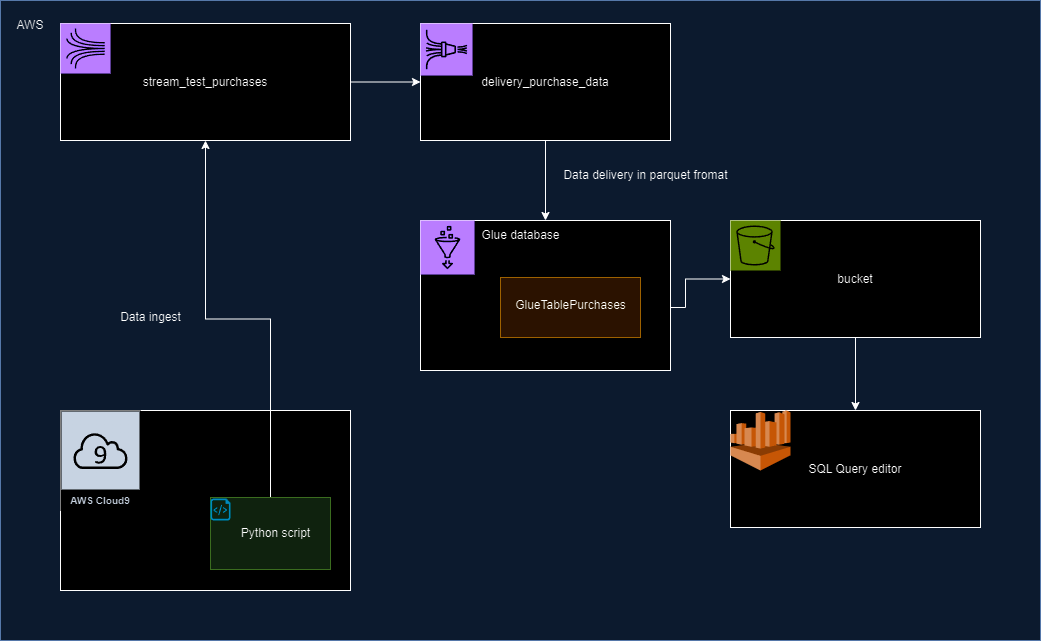 AWS
stream_test_purchases
delivery_purchase_data
Data delivery in parquet fromat
Glue database
GlueTablePurchases
bucket
Data ingest
9
AWS Cloud9
</>
Python script
SQL Query editor